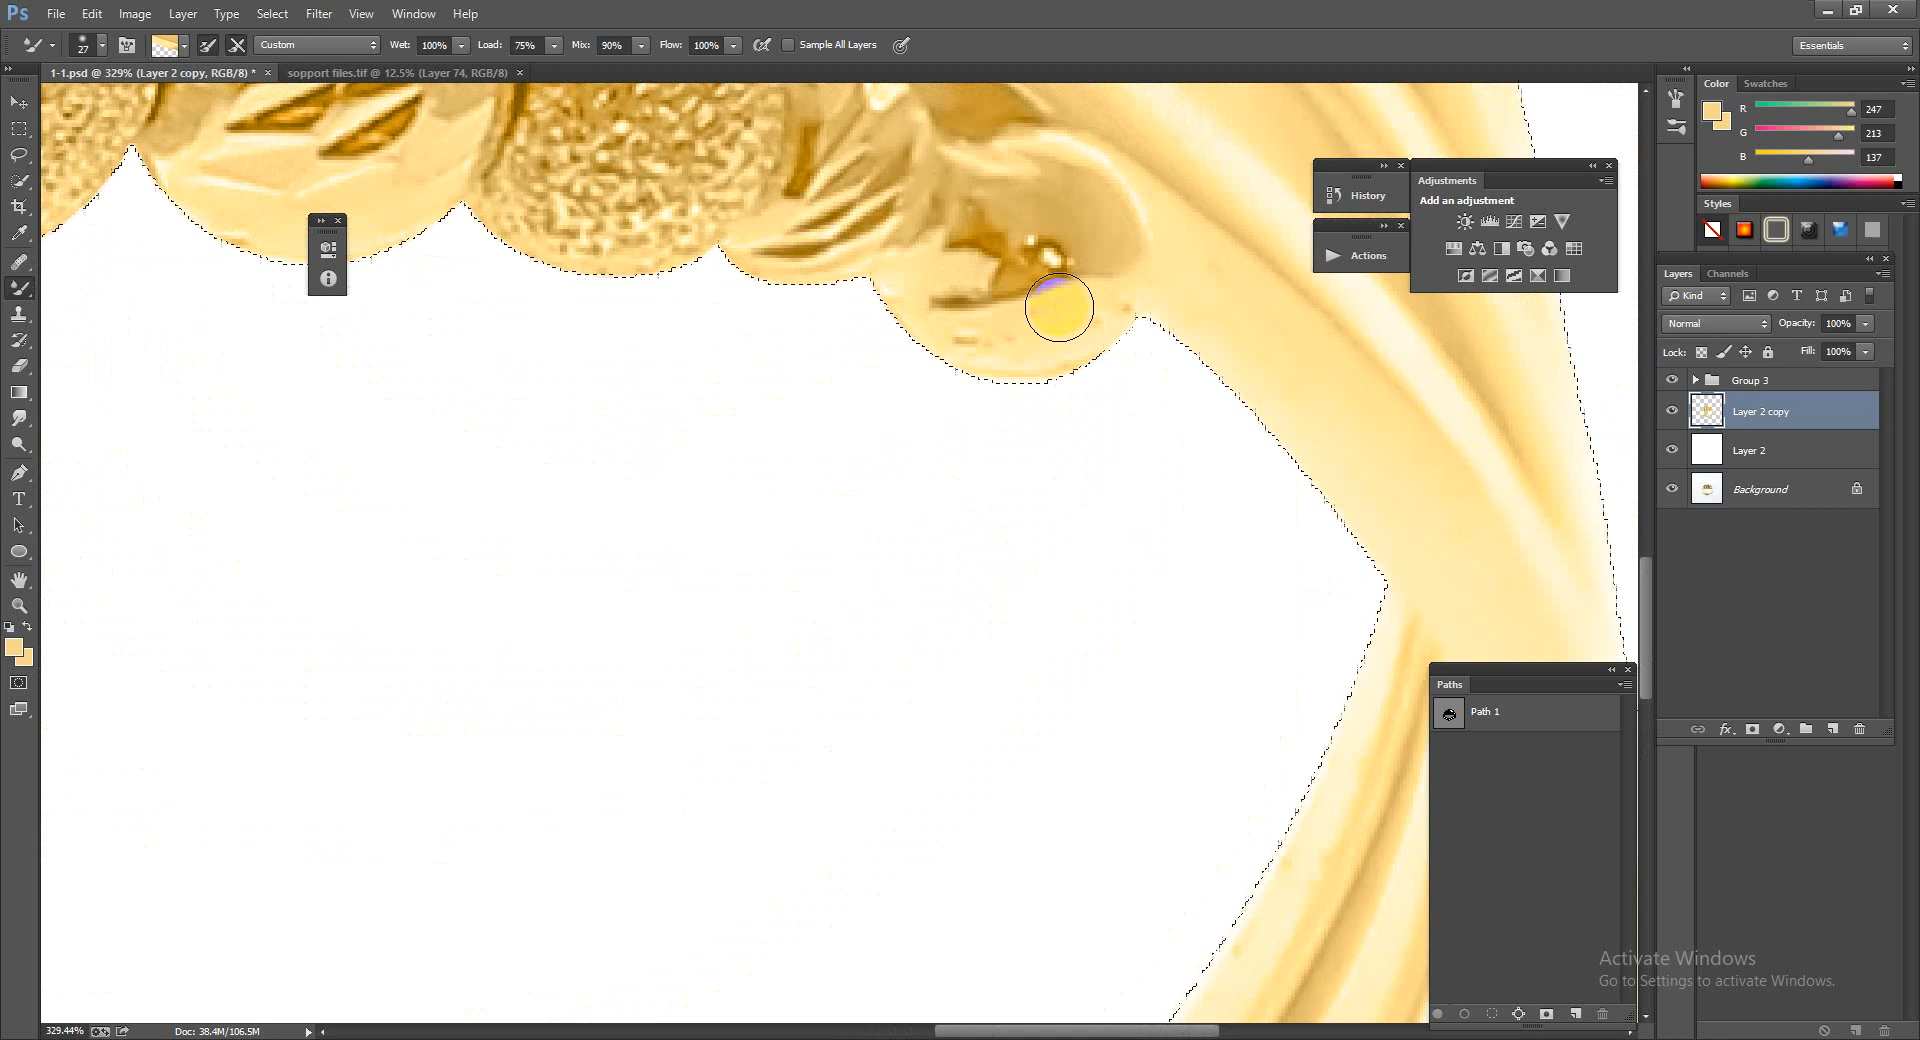 Ps File Edit Image Layer Type Select Filter View Window Help
27 Custom Wet: 100% Load: 75% Mix: 90% Flow: 100% Sample All Layers Essentials
1-1.psd @ 329% (Layer 2 copy, RGB/8) * × sopport files.tif @ 12.5% (Layer 74, RGB/8) ×
Color Swatches
R 247
G 213
B 137
History
Actions
Adjustments
Add an adjustment
Styles
Layers Channels
Kind
Normal Opacity: 100%
Lock: Fill: 100%
Group 3
Layer 2 copy
Layer 2
Background
Paths
Path 1
Activate Windows
Go to Settings to activate Windows.
329.44% Doc: 38.4M/106.5M